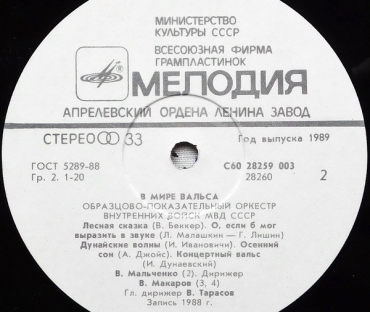 МИНИСТЕРСТВО
КУЛЬТУРЫ СССР
ВСЕСОЮЗНАЯ ФИРМА
ГРАМПЛАСТИНОК
МЕЛОДИЯ
АПРЕЛЕВСКИЙ ОРДЕНА ЛЕНИНА ЗАВОД
СТЕРЕО 33
Год выпуска 1989
ГОСТ 5289-88
Гр. 2. 1-20
С60 28259 003
28260
2
В МИРЕ ВАЛЬСА
ОБРАЗЦОВО-ПОКАЗАТЕЛЬНЫЙ ОРКЕСТР
ВНУТРЕННИХ ВОЙСК МВД СССР
Лесная сказка (В. Беккер). О, если б мог
выразить в звуке (Л. Малашкин — Г. Лишин)
Дунайские волны (И. Ивановичи). Осенний
сон (А. Джойс). Концертный вальс
(И. Дунаевский)
В. Мальченко (2). Дирижер
В. Макаров (3, 4)
Гл. дирижер В. Тарасов
Запись 1988 г.